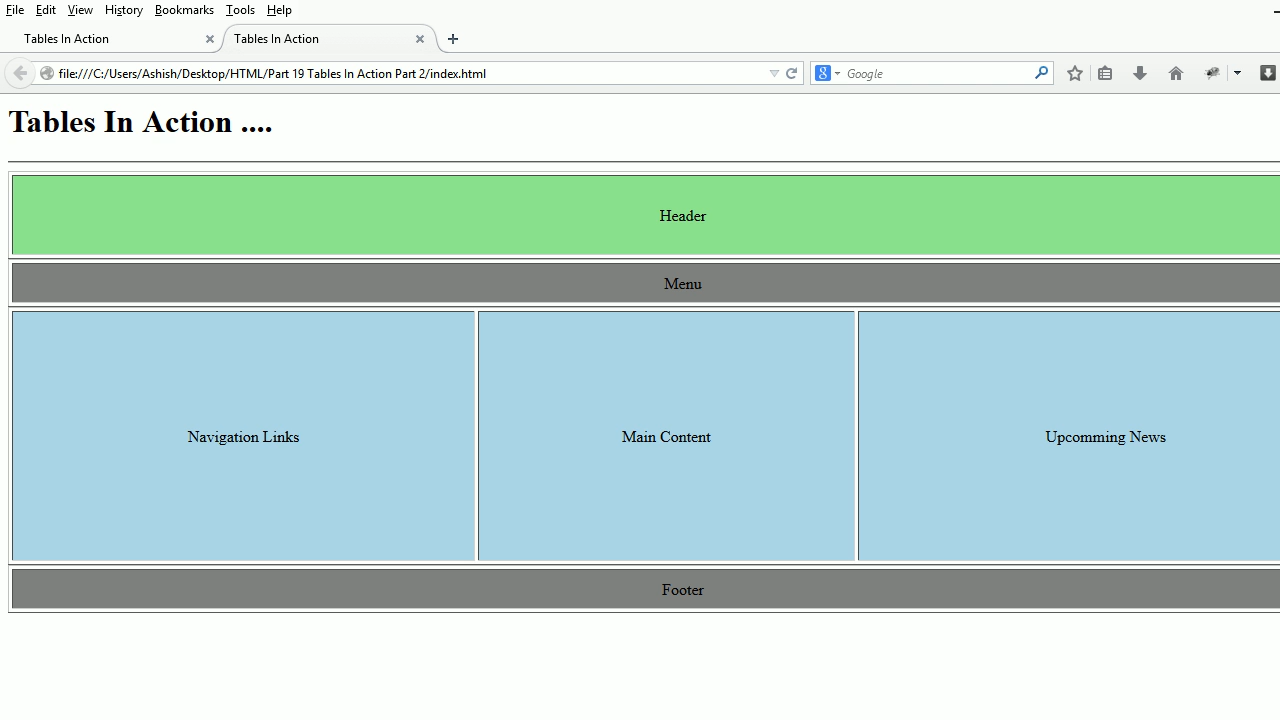 File Edit View History Bookmarks Tools Help
Tables In Action Tables In Action
file:///C:/Users/Ashish/Desktop/HTML/Part 19 Tables In Action Part 2/index.html 8 Google
Tables In Action ....
Header
Menu
Navigation Links Main Content Upcomming News
Footer